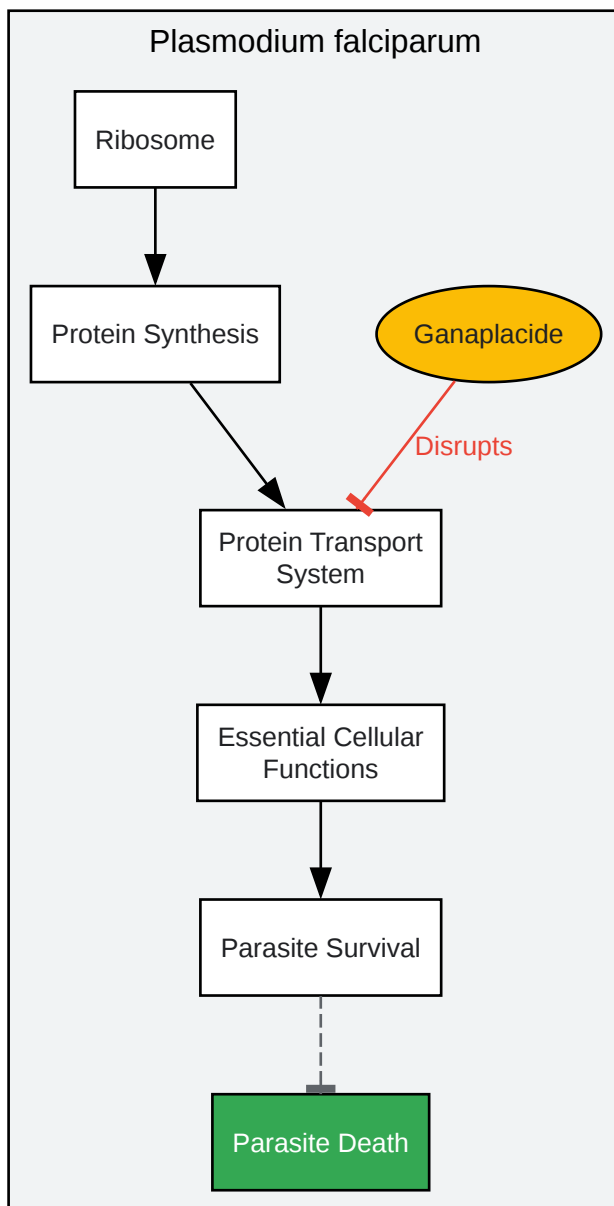 Plasmodium falciparum
Ribosome
Protein Synthesis
Ganaplacide
Disrupts
Protein Transport
System
Essential Cellular
Functions
Parasite Survival
Parasite Death